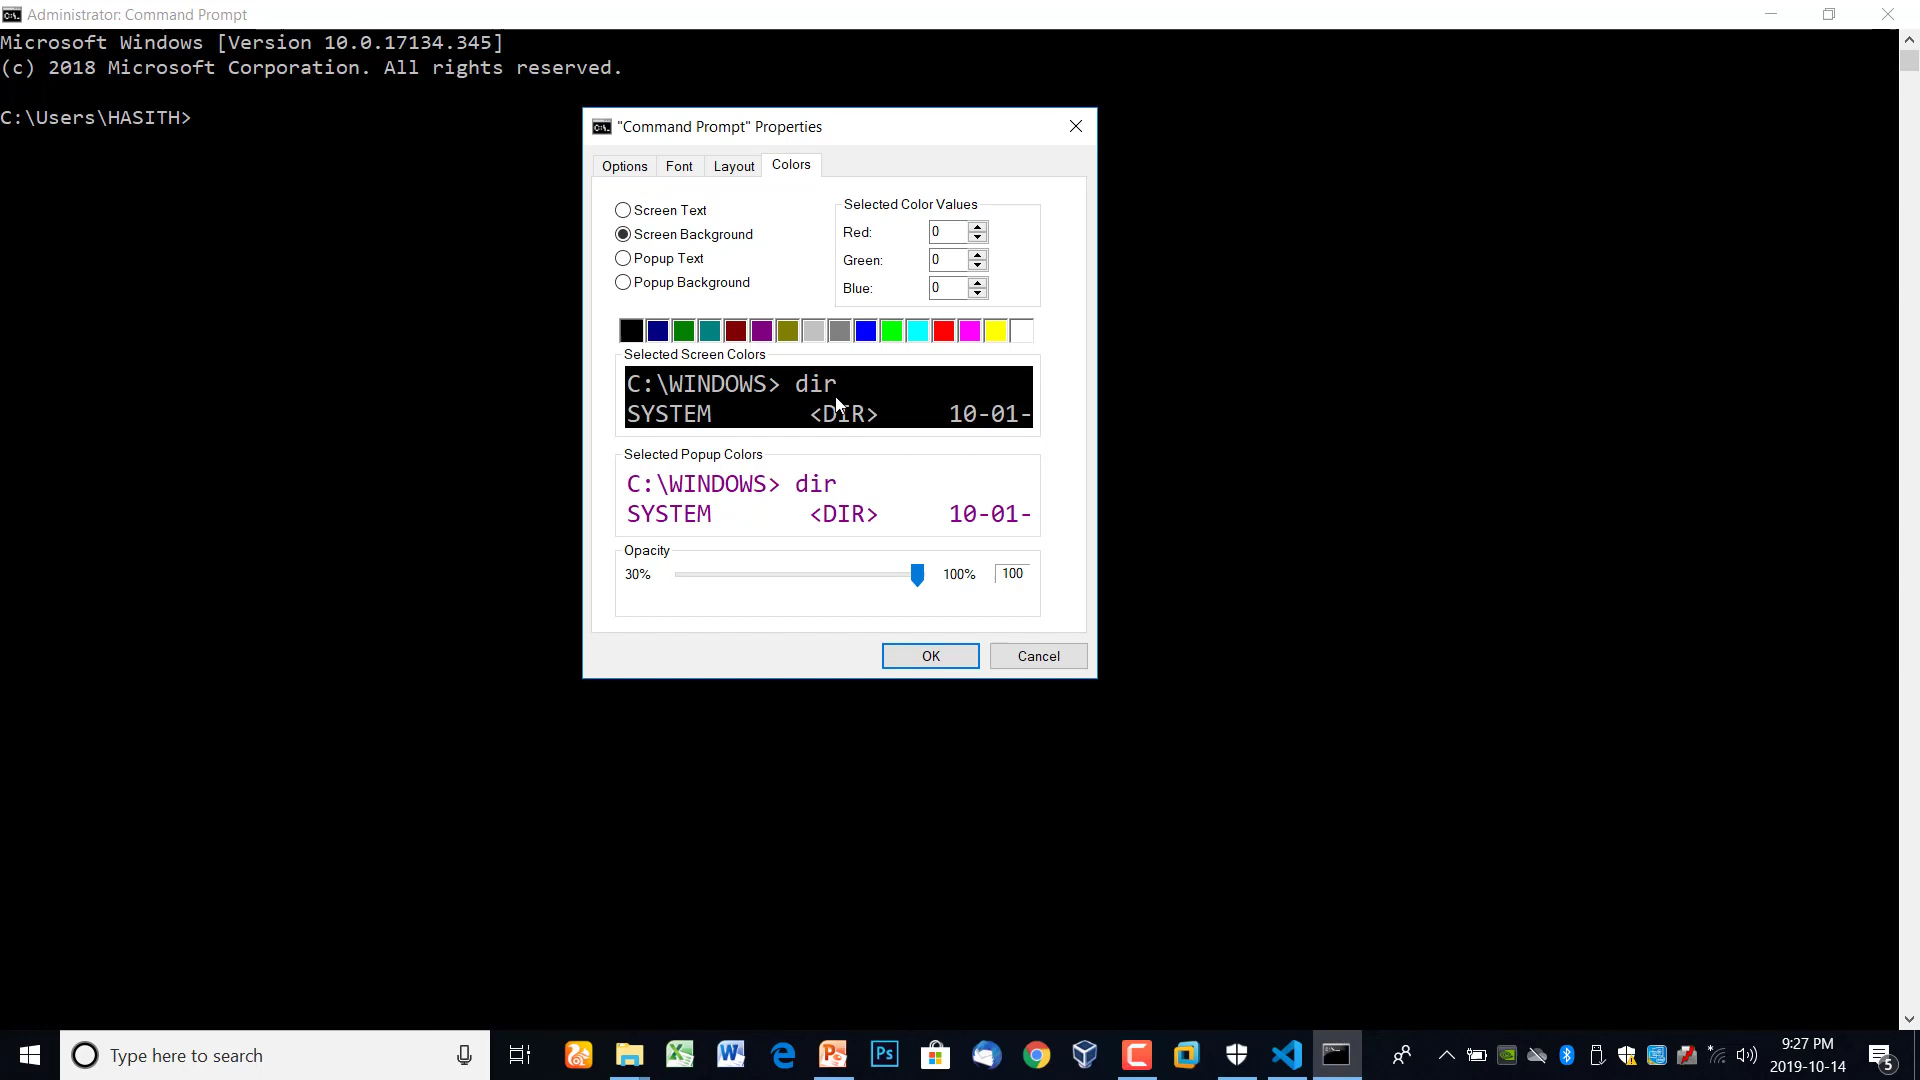 Administrator: Command Prompt
Microsoft Windows [Version 10.0.17134.345]
(c) 2018 Microsoft Corporation. All rights reserved.
C:\Users\HASITH>
"Command Prompt" Properties
Options Font Layout Colors
Screen Text
Screen Background
Popup Text
Popup Background
Selected Color Values
Red: 0
Green: 0
Blue: 0
Selected Screen Colors
C:\WINDOWS> dir
SYSTEM <DIR> 10-01-
Selected Popup Colors
C:\WINDOWS> dir
SYSTEM <DIR> 10-01-
Opacity
30% 100% 100
OK Cancel
Type here to search
Ps
9:27 PM
2019-10-14
5